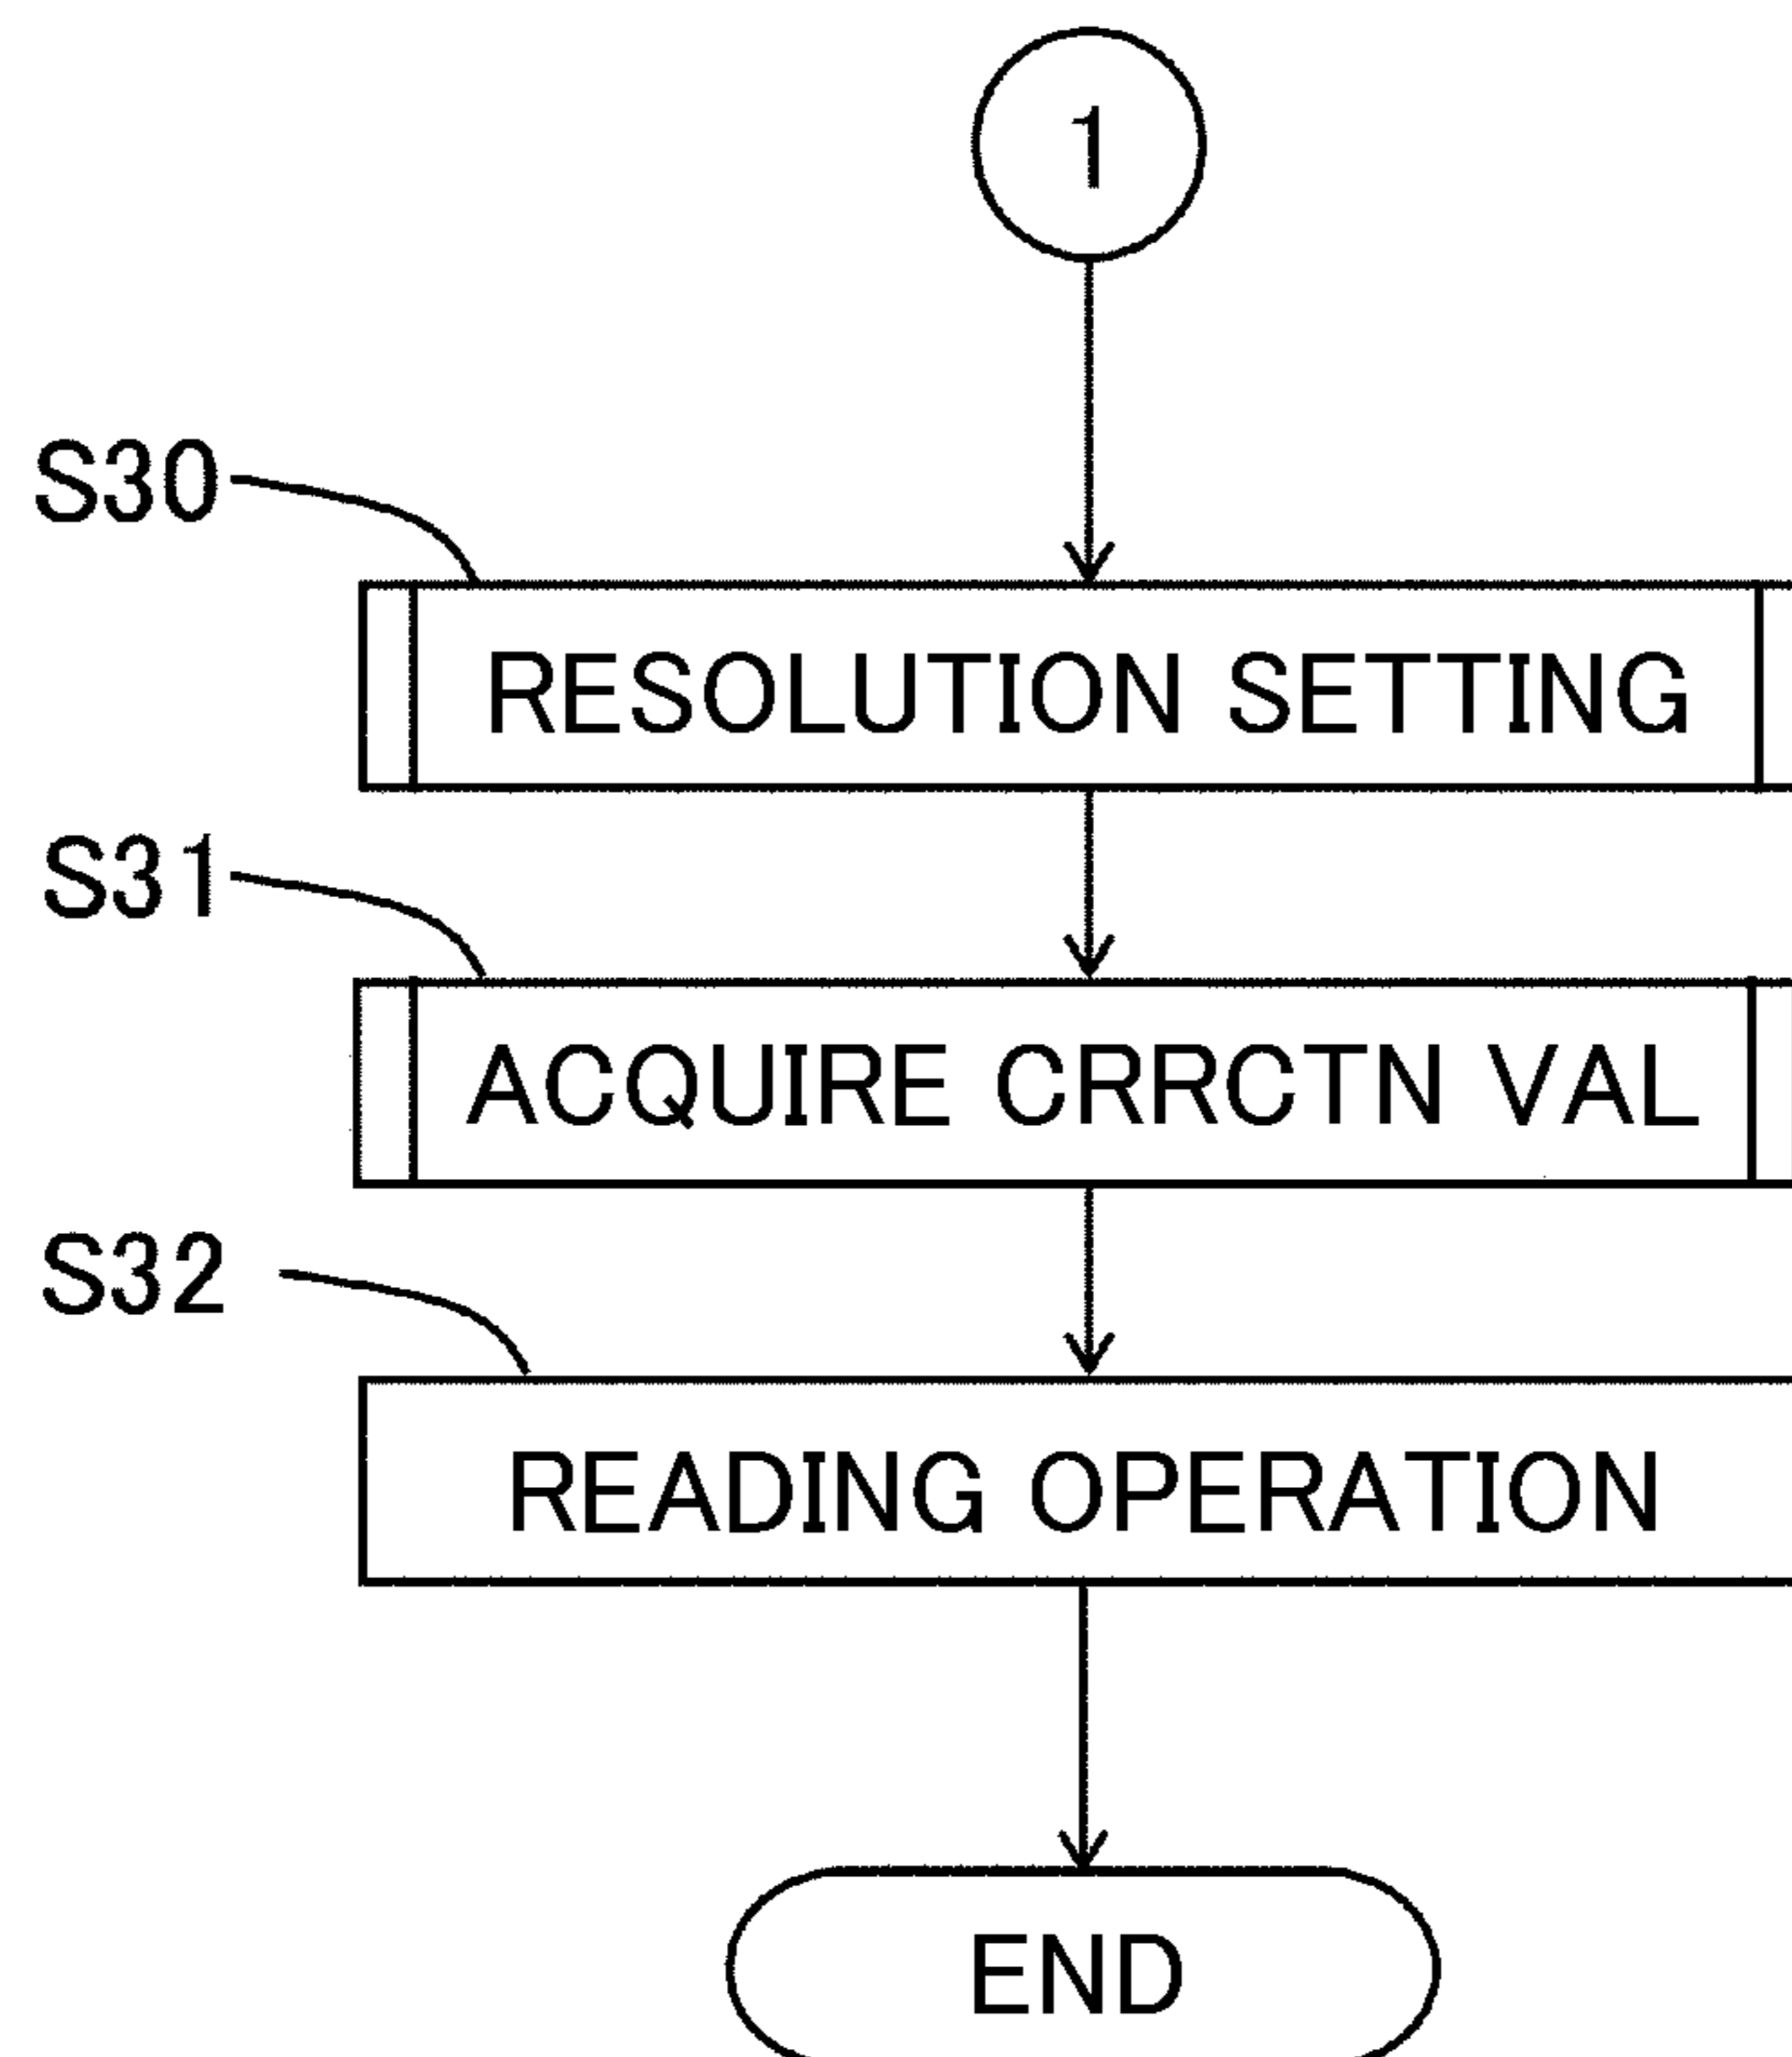 1
S30
RESOLUTION SETTING
S31
ACQUIRE CRRCTN VAL
S32
READING OPERATION
END